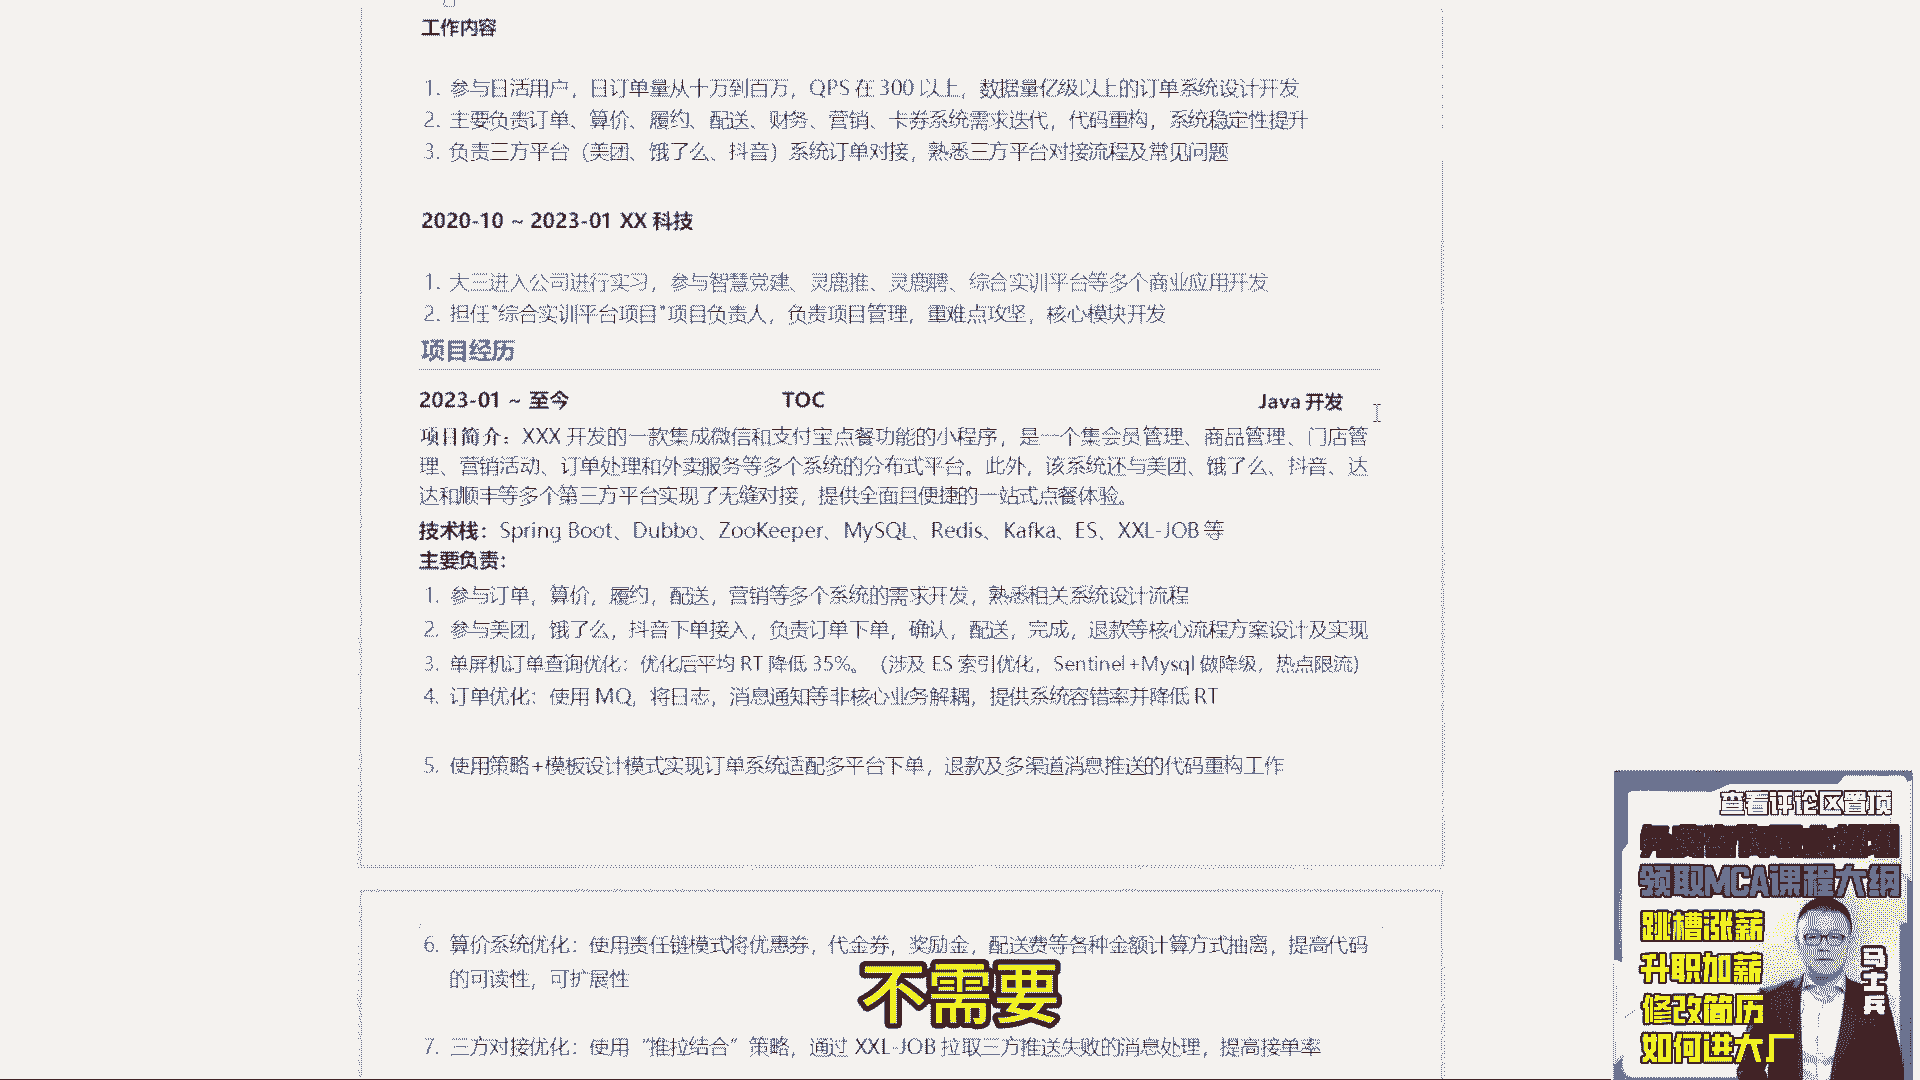 工作内容
1. 参与日活用户，日订单量从十万到百万，QPS 在 300 以上，数据量亿级以上的订单系统设计开发
2. 主要负责订单、算价、履约、配送、财务、营销、卡券系统需求迭代，代码重构，系统稳定性提升
3. 负责三方平台（美团、饿了么、抖音）系统订单对接，熟悉三方平台对接流程及常见问题
2020-10 ~ 2023-01 XX 科技
1. 大三进入公司进行实习，参与智慧党建、灵鹿推、灵鹿聘、综合实训平台等多个商业应用开发
2. 担任"综合实训平台项目"项目负责人，负责项目管理，重难点攻坚，核心模块开发
项目经历
2023-01 ~ 至今 TOC Java 开发
项目简介：XXX 开发的一款集成微信和支付宝点餐功能的小程序，是一个集会员管理、商品管理、门店管
理、营销活动、订单处理和外卖服务等多个系统的分布式平台。此外，该系统还与美团、饿了么、抖音、达
达和顺丰等多个第三方平台实现了无缝对接，提供全面且便捷的一站式点餐体验。
技术栈：Spring Boot、Dubbo、ZooKeeper、MySQL、Redis、Kafka、ES、XXL-JOB 等
主要负责：
1. 参与订单，算价，履约，配送，营销等多个系统的需求开发，熟悉相关系统设计流程
2. 参与美团，饿了么，抖音下单接入，负责订单下单，确认，配送，完成，退款等核心流程方案设计及实现
3. 单屏机订单查询优化：优化后平均 RT 降低 35%。（涉及 ES 索引优化，Sentinel+Mysql 做降级，热点限流）
4. 订单优化：使用 MQ，将日志，消息通知等非核心业务解耦，提供系统容错率并降低 RT
5. 使用策略+模板设计模式实现订单系统适配多平台下单，退款及多渠道消息推送的代码重构工作
6. 算价系统优化：使用责任链模式将优惠券，代金券，奖励金，配送费等各种金额计算方式抽离，提高代码
的可读性，可扩展性
7. 三方对接优化：使用“推拉结合”策略，通过 XXL-JOB 拉取三方推送失败的消息处理，提高接单率
不需要
查看评论区置顶
领取MCA课程大纲
跳槽涨薪
升职加薪
修改简历
如何进大厂
马士兵